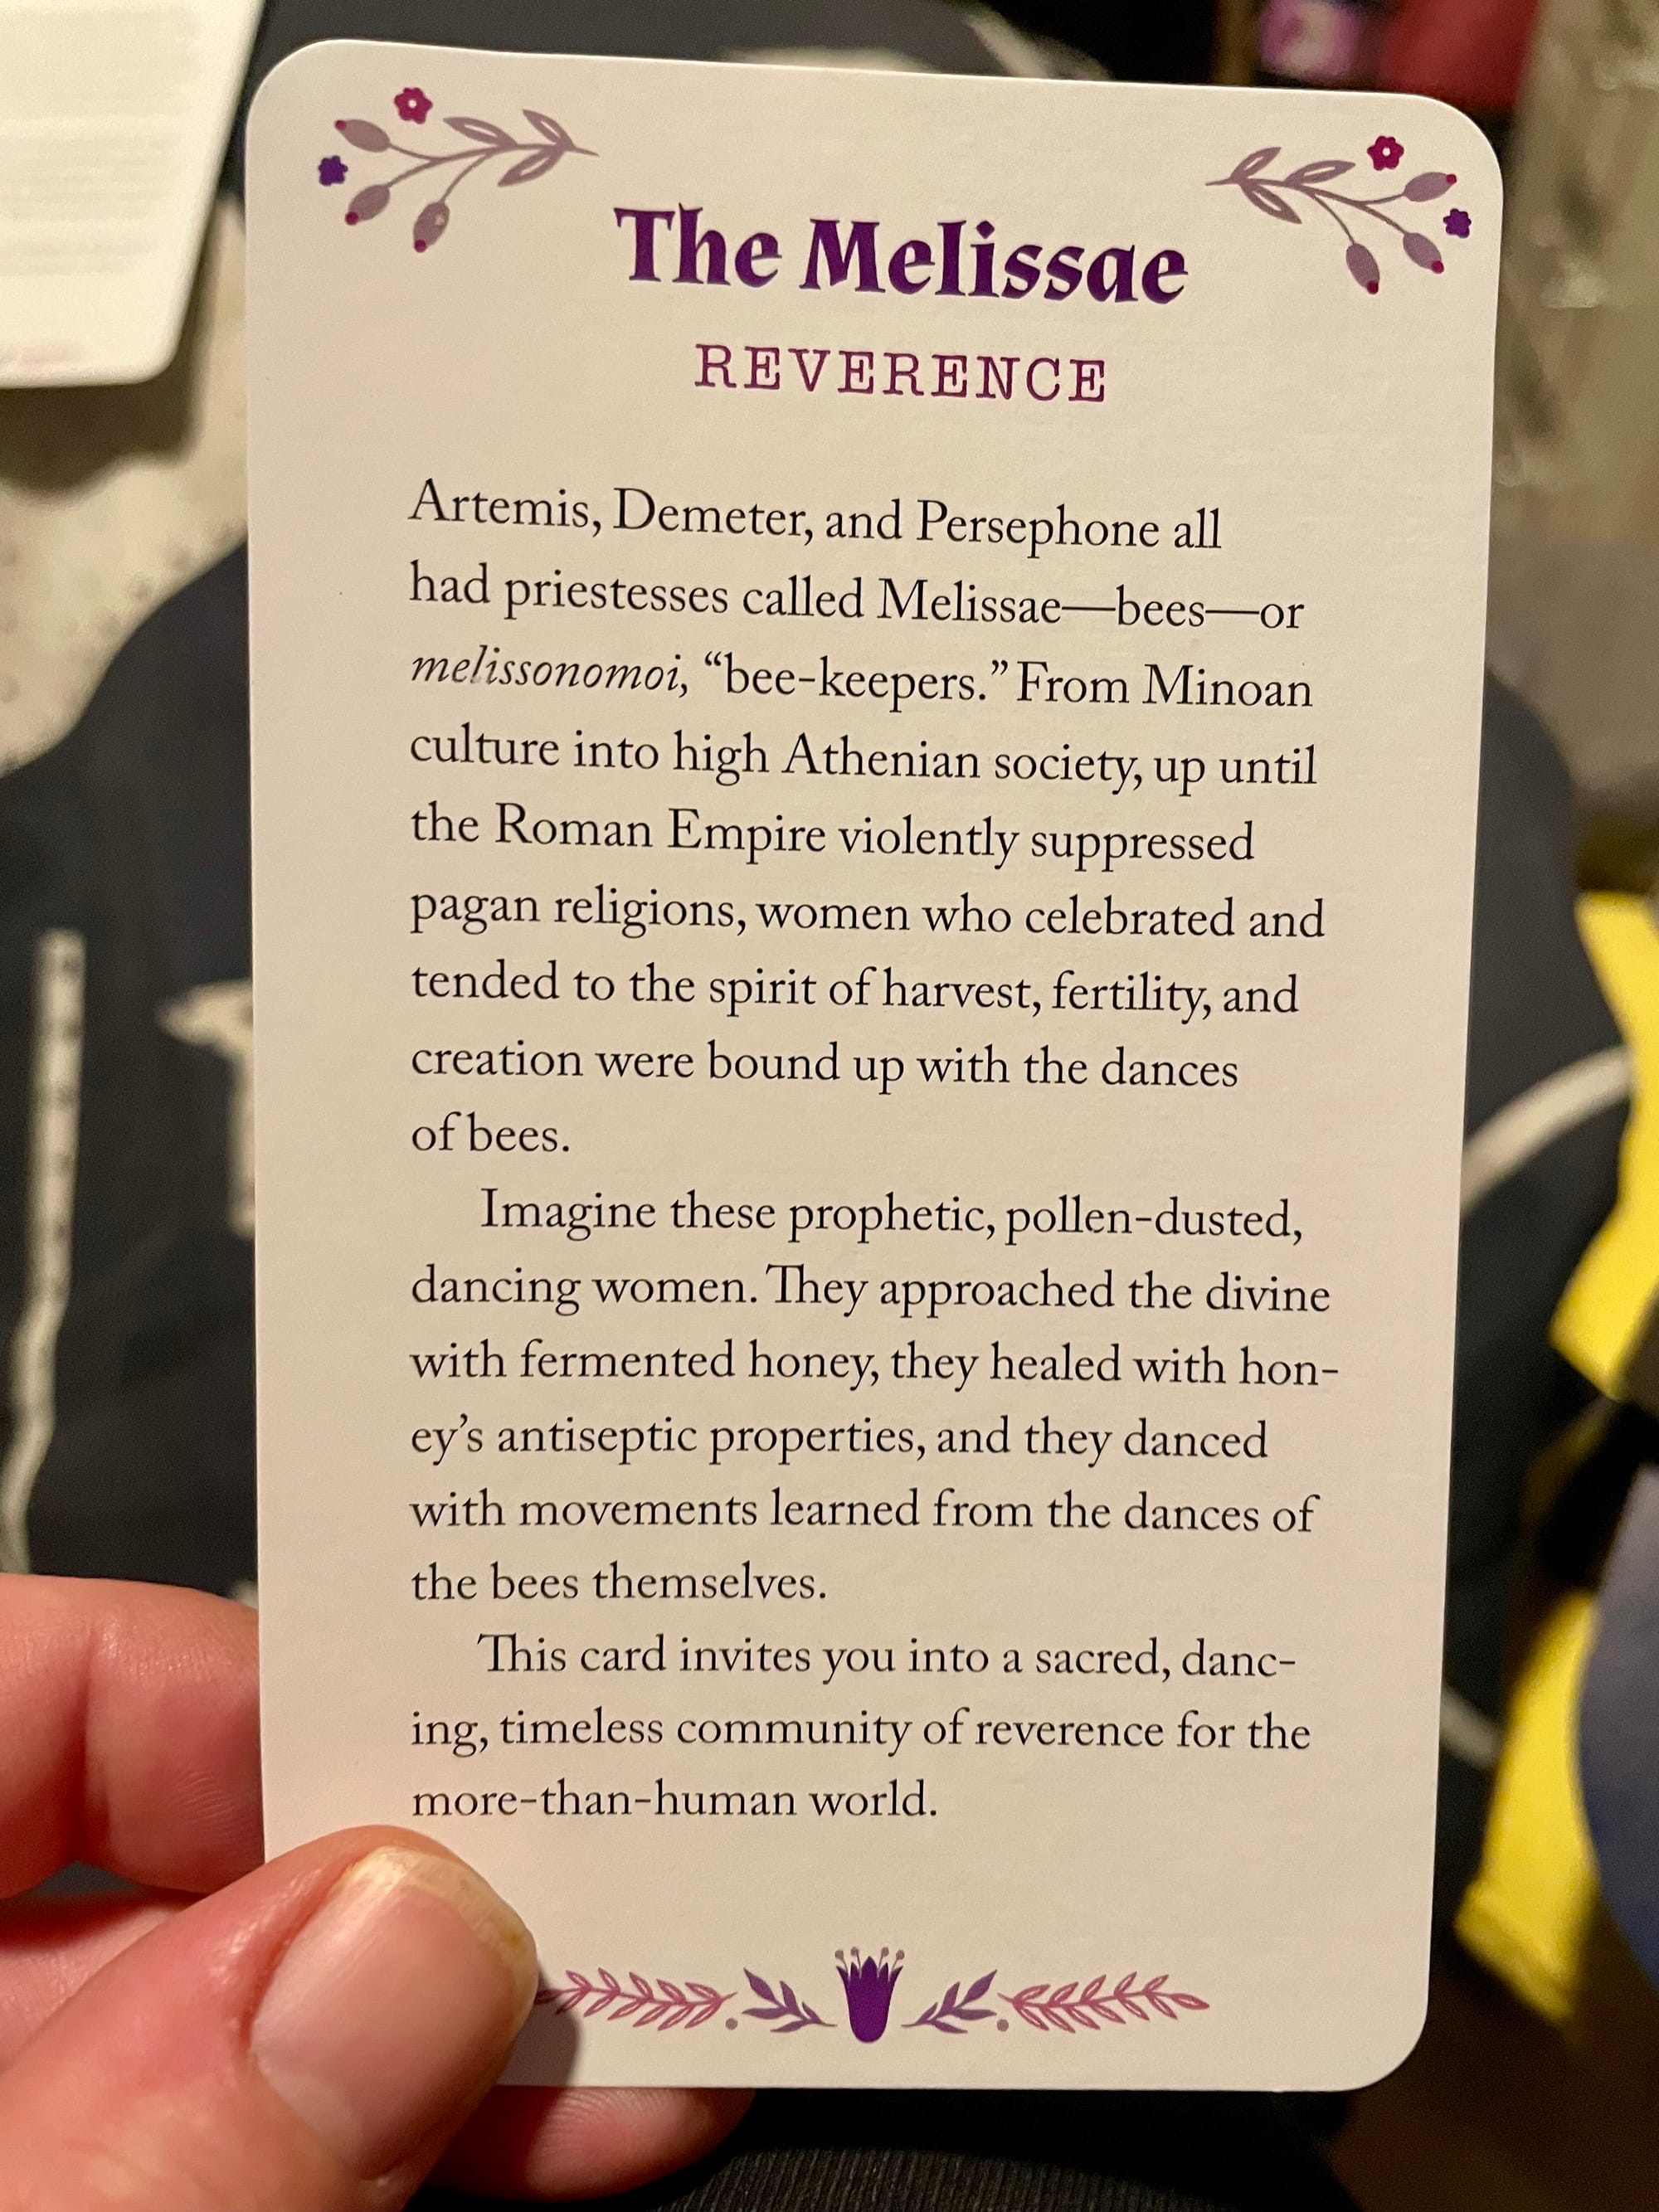 The Melissae
REVERENCE
Artemis, Demeter, and Persephone all
had priestesses called Melissae—bees—or
melissonomoi, “bee-keepers.” From Minoan
culture into high Athenian society, up until
the Roman Empire violently suppressed
pagan religions, women who celebrated and
tended to the spirit of harvest, fertility, and
creation were bound up with the dances
of bees.
Imagine these prophetic, pollen-dusted,
dancing women. They approached the divine
with fermented honey, they healed with hon-
ey’s antiseptic properties, and they danced
with movements learned from the dances of
the bees themselves.
This card invites you into a sacred, danc-
ing, timeless community of reverence for the
more-than-human world.